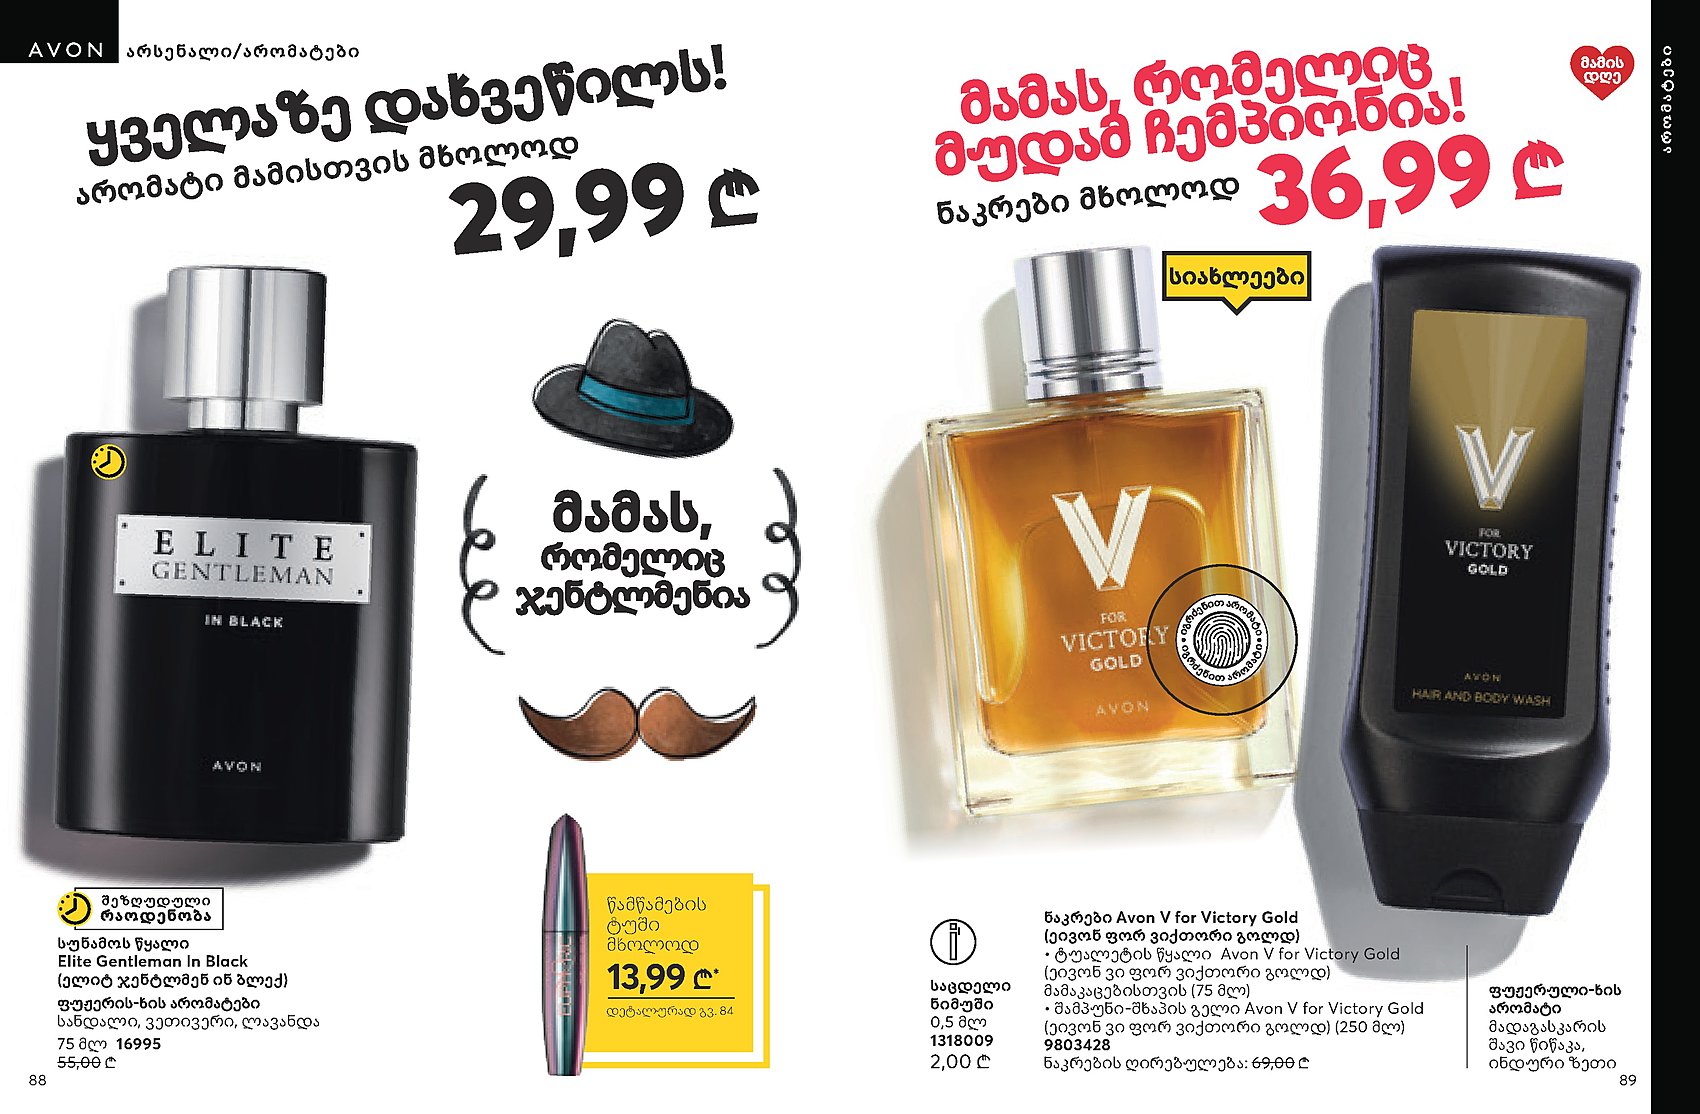 AVON არსენალი/არომატები
ყველაზე დახვეწილს!
არომატი მამისთვის მხოლოდ
29,99 ₾
ELITE
GENTLEMAN
IN BLACK
AVON
მამას,
რომელიც
ჯენტლმენია
შეზღუდული
რაოდენობა
სუნამოს წყალი
Elite Gentleman In Black
(ელიტ ჯენტლმენ ინ ბლექ)
ფუჟერის-ხის არომატები
სანდალი, ვეთივერი, ლავანდა
75 მლ 16995
55,00 ₾
88
წამწამების
ტუში
მხოლოდ
13,99 ₾*
დეტალურად გვ. 84
მამას, რომელიც
მუდამ ჩემპიონია!
ნაკრები მხოლოდ 36,99 ₾
მამის
დღე
არომატები
სიახლეები
V
FOR
VICTORY
GOLD
AVON
იგრძენით არომატი • იგრძენით არომატი •
V
FOR
VICTORY
GOLD
AVON
HAIR AND BODY WASH
საცდელი
ნიმუში
0,5 მლ
1318009
2,00 ₾
ნაკრები Avon V for Victory Gold
(ეივონ ფორ ვიქთორი გოლდ)
• ტუალეტის წყალი Avon V for Victory Gold
(ეივონ ვი ფორ ვიქთორი გოლდ)
მამაკაცებისთვის (75 მლ)
• შამპუნი-შხაპის გელი Avon V for Victory Gold
(ეივონ ვი ფორ ვიქთორი გოლდ) (250 მლ)
9803428
ნაკრების ღირებულება: 69,00 ₾
ფუჟერული-ხის
არომატი
მადაგასკარის
შავი წიწაკა,
ინდური ზეთი
89